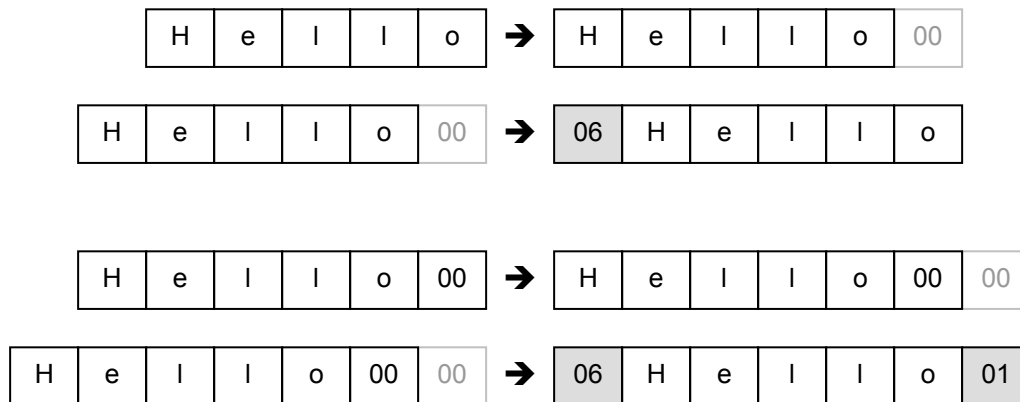 H e l l o ➔ H e l l o 00
H e l l o 00 ➔ 06 H e l l o
H e l l o 00 ➔ H e l l o 00 00
H e l l o 00 00 ➔ 06 H e l l o 01